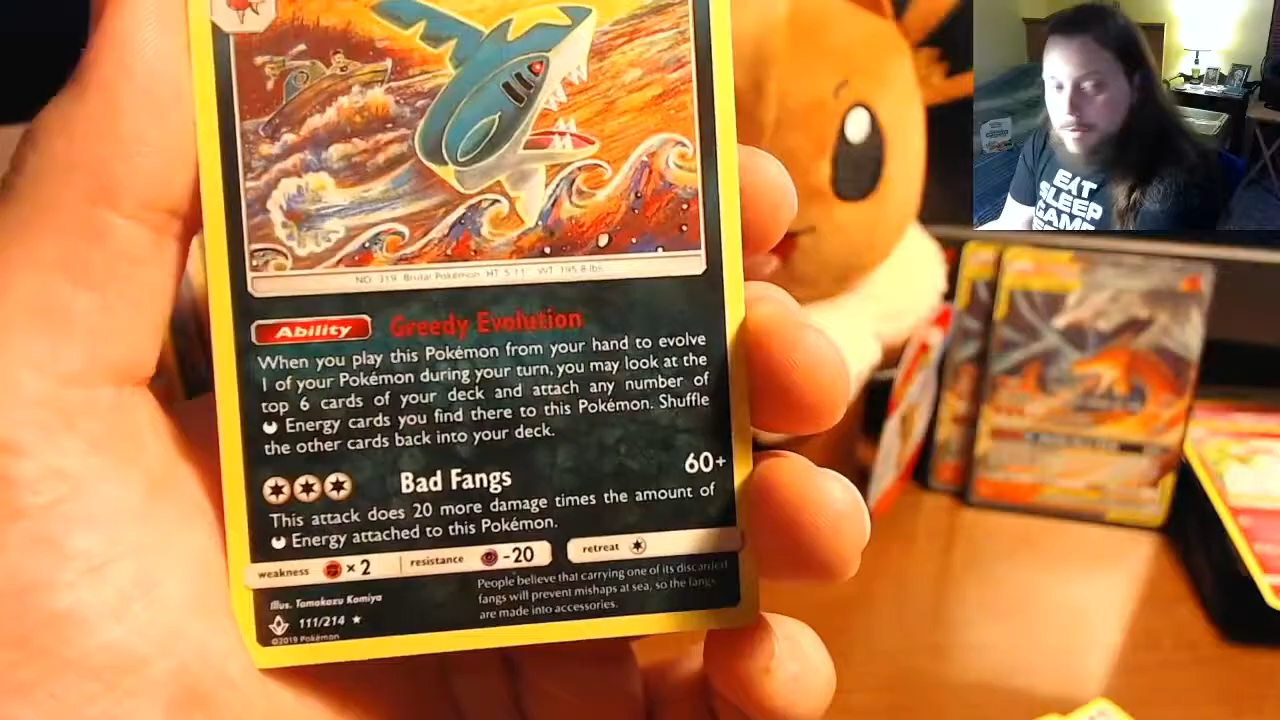 NO. 319 Brutal Pokémon HT 5'11" WT 195.8 lbs.
Ability Greedy Evolution
When you play this Pokémon from your hand to evolve
1 of your Pokémon during your turn, you may look at the
top 6 cards of your deck and attach any number of
Energy cards you find there to this Pokémon. Shuffle
the other cards back into your deck.
Bad Fangs 60+
This attack does 20 more damage times the amount of
Energy attached to this Pokémon.
weakness ×2 resistance -20 retreat
Illus. Tomokazu Komiya
111/214 ★
©2019 Pokémon
People believe that carrying one of its discarded
fangs will prevent mishaps at sea, so the fangs
are made into accessories.
EAT
SLEEP
GAME